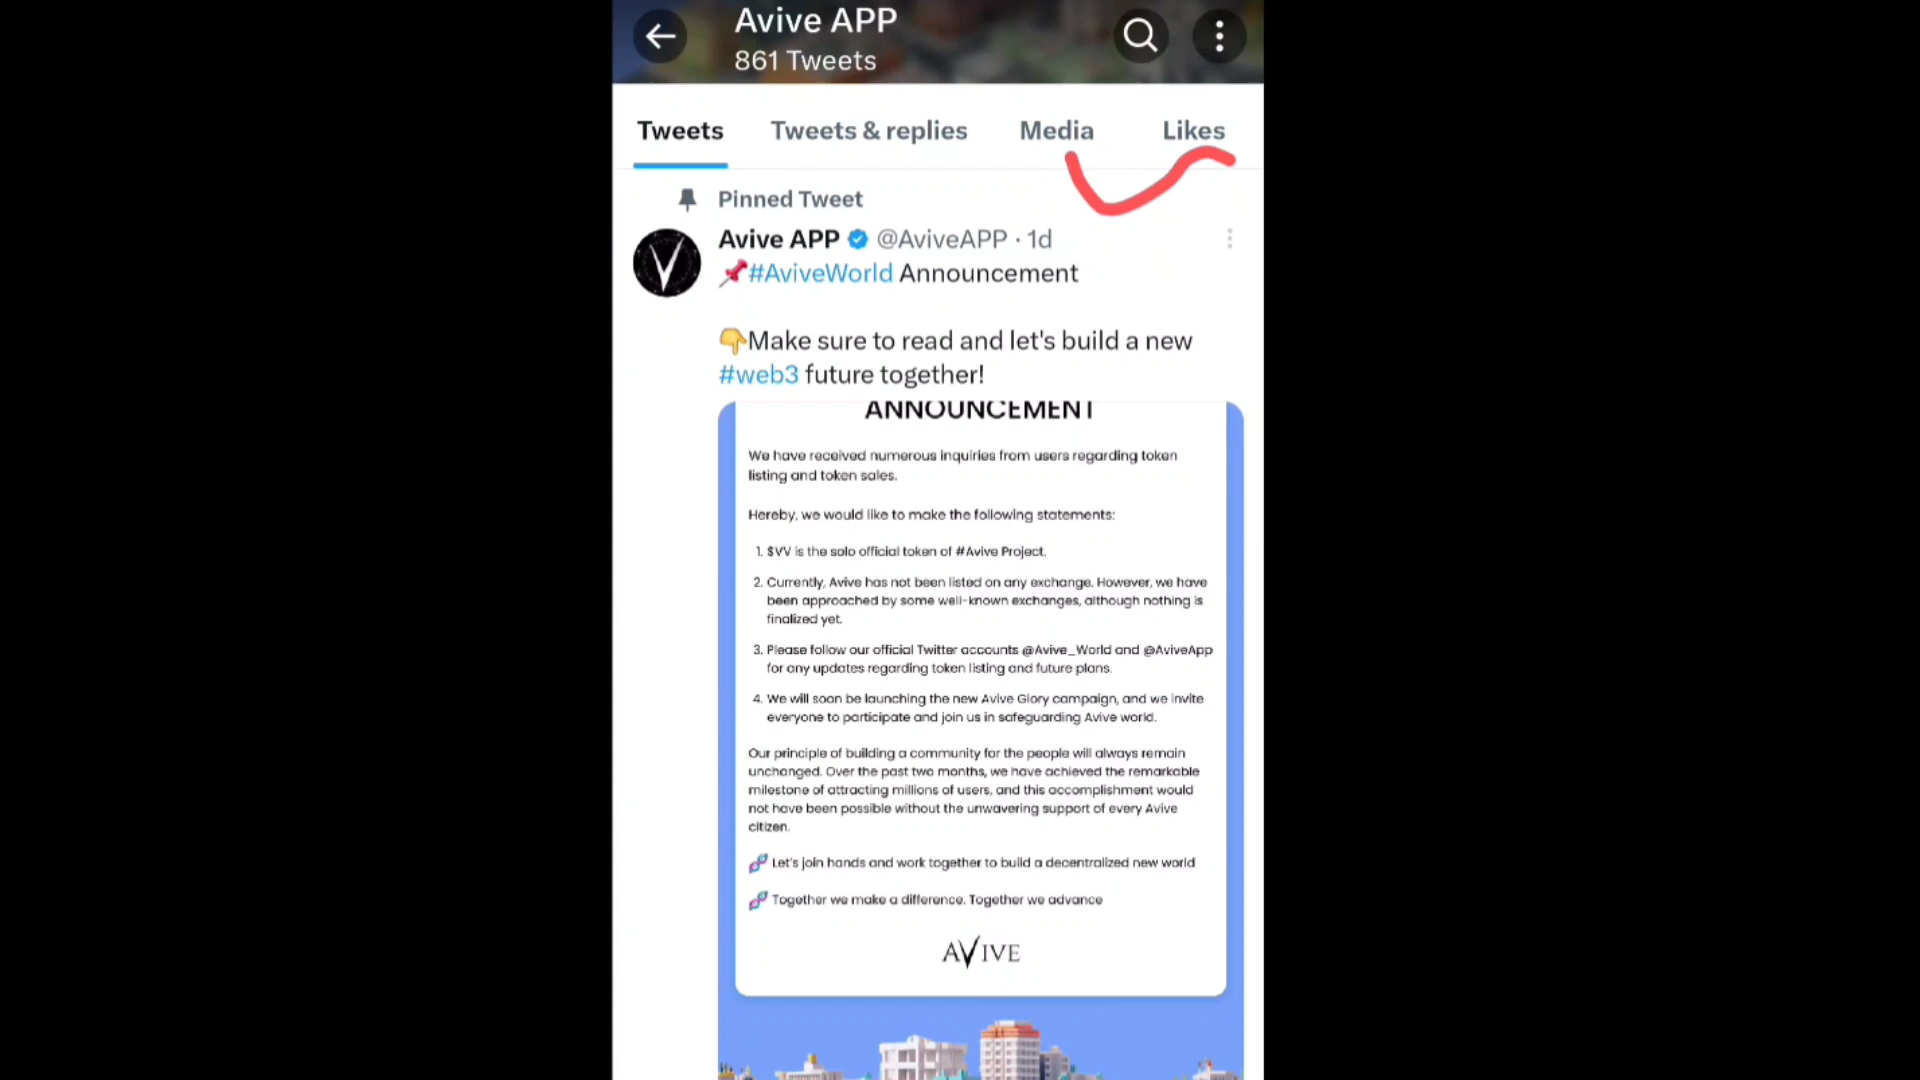 Avive APP
861 Tweets
Tweets Tweets & replies Media Likes
Pinned Tweet
Avive APP @AviveAPP · 1d
#AviveWorld Announcement
Make sure to read and let's build a new
#web3 future together!
ANNOUNCEMENT
We have received numerous inquiries from users regarding token
listing and token sales.
Hereby, we would like to make the following statements:
1. $VV is the solo official token of #Avive Project.
2. Currently, Avive has not been listed on any exchange. However, we have
been approached by some well-known exchanges, although nothing is
finalized yet.
3. Please follow our official Twitter accounts @Avive_World and @AviveApp
for any updates regarding token listing and future plans.
4. We will soon be launching the new Avive Glory campaign, and we invite
everyone to participate and join us in safeguarding Avive world.
Our principle of building a community for the people will always remain
unchanged. Over the past two months, we have achieved the remarkable
milestone of attracting millions of users, and this accomplishment would
not have been possible without the unwavering support of every Avive
citizen.
Let's join hands and work together to build a decentralized new world
Together we make a difference. Together we advance
AVIVE